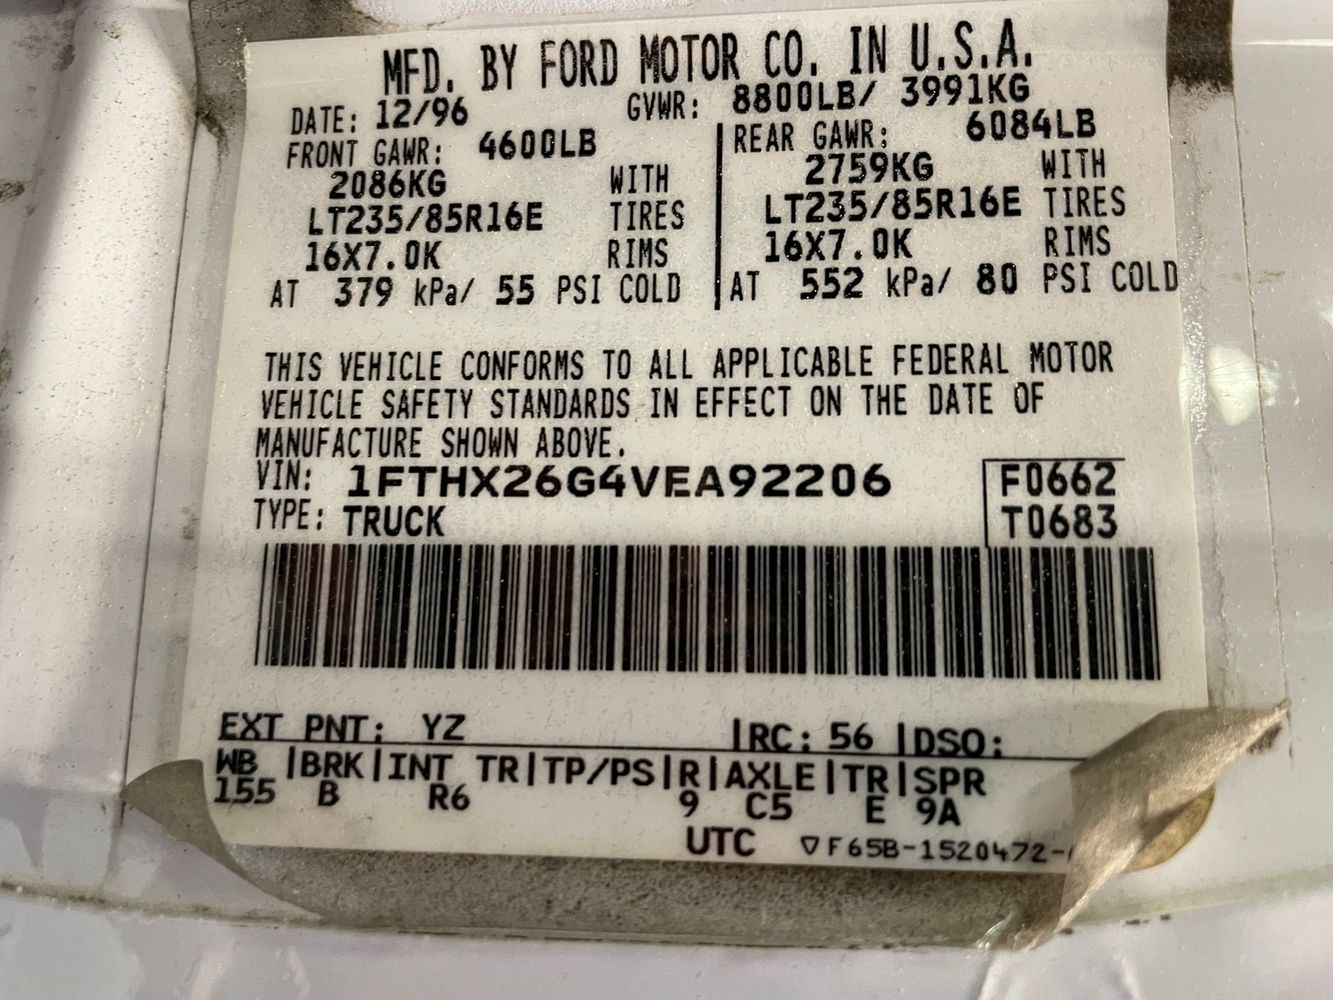 MFD. BY FORD MOTOR CO. IN U.S.A.
DATE: 12/96 GVWR: 8800LB/ 3991KG
FRONT GAWR: 4600LB REAR GAWR: 6084LB
2086KG WITH 2759KG WITH
LT235/85R16E TIRES LT235/85R16E TIRES
16X7.0K RIMS 16X7.0K RIMS
AT 379 kPa/ 55 PSI COLD AT 552 kPa/ 80 PSI COLD
THIS VEHICLE CONFORMS TO ALL APPLICABLE FEDERAL MOTOR
VEHICLE SAFETY STANDARDS IN EFFECT ON THE DATE OF
MANUFACTURE SHOWN ABOVE.
VIN: 1FTHX26G4VEA92206 F0662
TYPE: TRUCK T0683
EXT PNT: YZ |RC: 56 |DSO:
WB |BRK|INT TR|TP/PS|R|AXLE|TR|SPR
155 B R6 9 C5 E 9A
UTC ▽F65B-1520472-